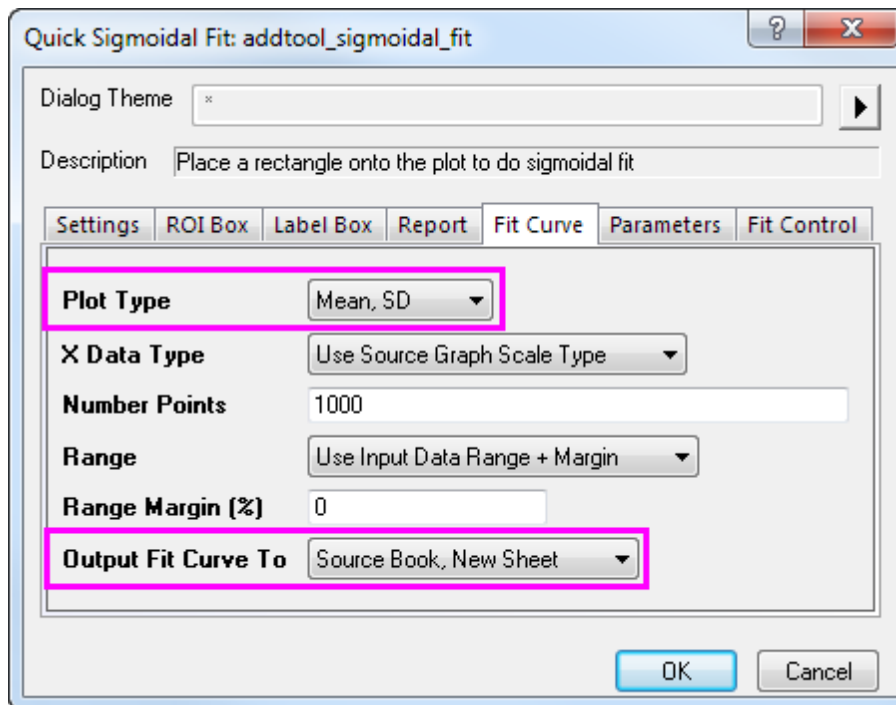 Quick Sigmoidal Fit: addtool_sigmoidal_fit
?
Dialog Theme *
Description Place a rectangle onto the plot to do sigmoidal fit
Settings ROI Box Label Box Report Fit Curve Parameters Fit Control
Plot Type Mean, SD
X Data Type Use Source Graph Scale Type
Number Points 1000
Range Use Input Data Range + Margin
Range Margin (%) 0
Output Fit Curve To Source Book, New Sheet
OK Cancel